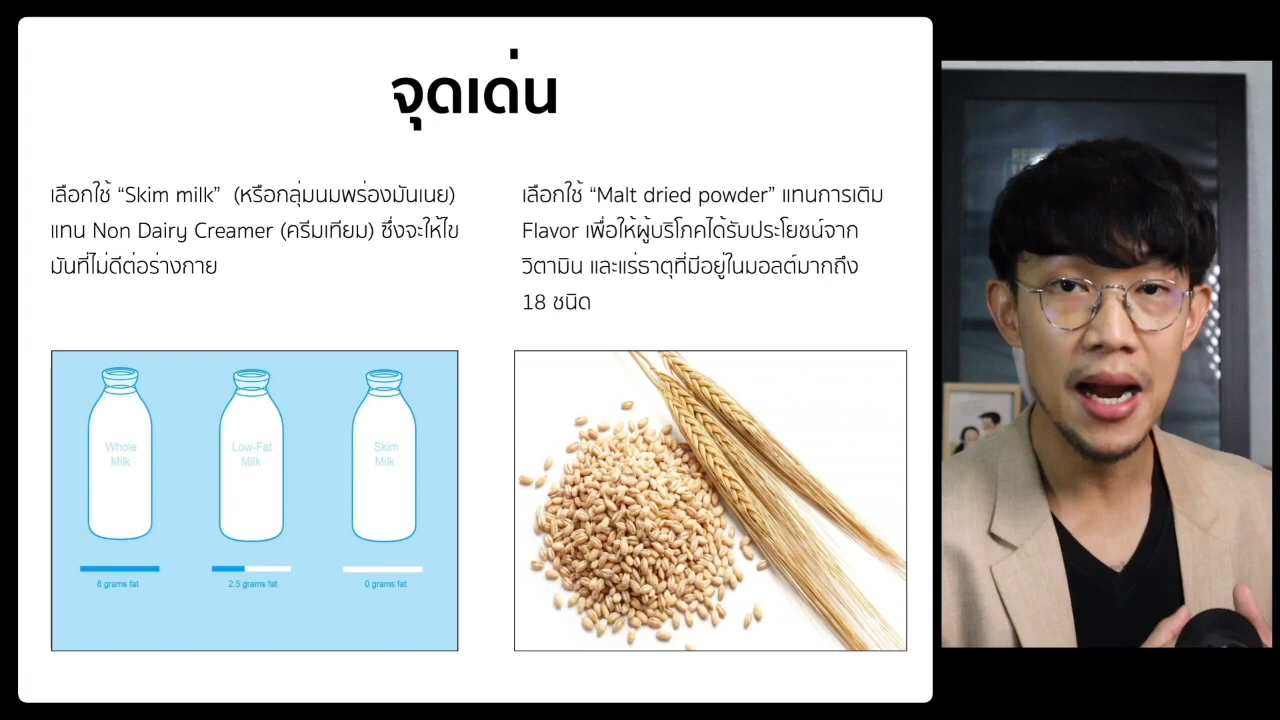 จุดเด่น
เลือกใช้ “Skim milk” (หรือกลุ่มนมพร่องมันเนย)
แทน Non Dairy Creamer (ครีมเทียม) ซึ่งจะให้ไข
มันที่ไม่ดีต่อร่างกาย
เลือกใช้ “Malt dried powder” แทนการเติม
Flavor เพื่อให้ผู้บริโภคได้รับประโยชน์จาก
วิตามิน และแร่ธาตุที่มีอยู่ในมอลต์มากถึง
18 ชนิด
Whole
Milk
Low-Fat
Milk
Skim
Milk
8 grams fat
2.5 grams fat
0 grams fat